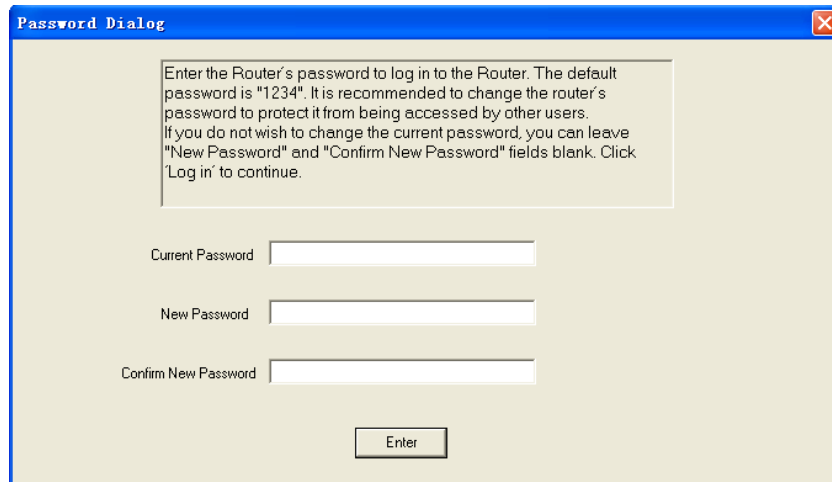 Password Dialog
Enter the Router´s password to log in to the Router. The default
password is "1234". It is recommended to change the router´s
password to protect it from being accessed by other users.
If you do not wish to change the current password, you can leave
"New Password" and "Confirm New Password" fields blank. Click
´Log in´ to continue.
Current Password
New Password
Confirm New Password
Enter